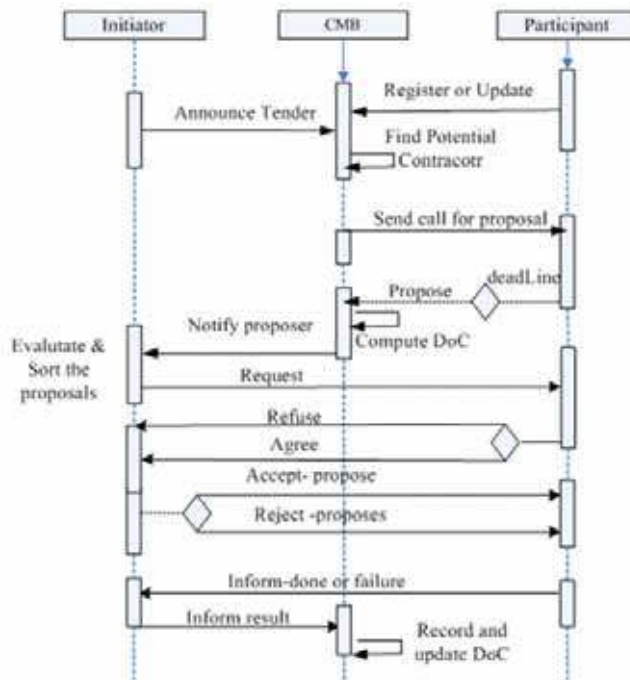 Initiator
CMB
Participant
Register or Update
Announce Tender
Find Potential
Contracotr
Send call for proposal
deadLine
Propose
Notify proposer
Compute DoC
Evalutate &
Sort the
proposals
Request
Refuse
Agree
Accept- propose
Reject -proposes
Inform-done or failure
Inform result
Record and
update DoC